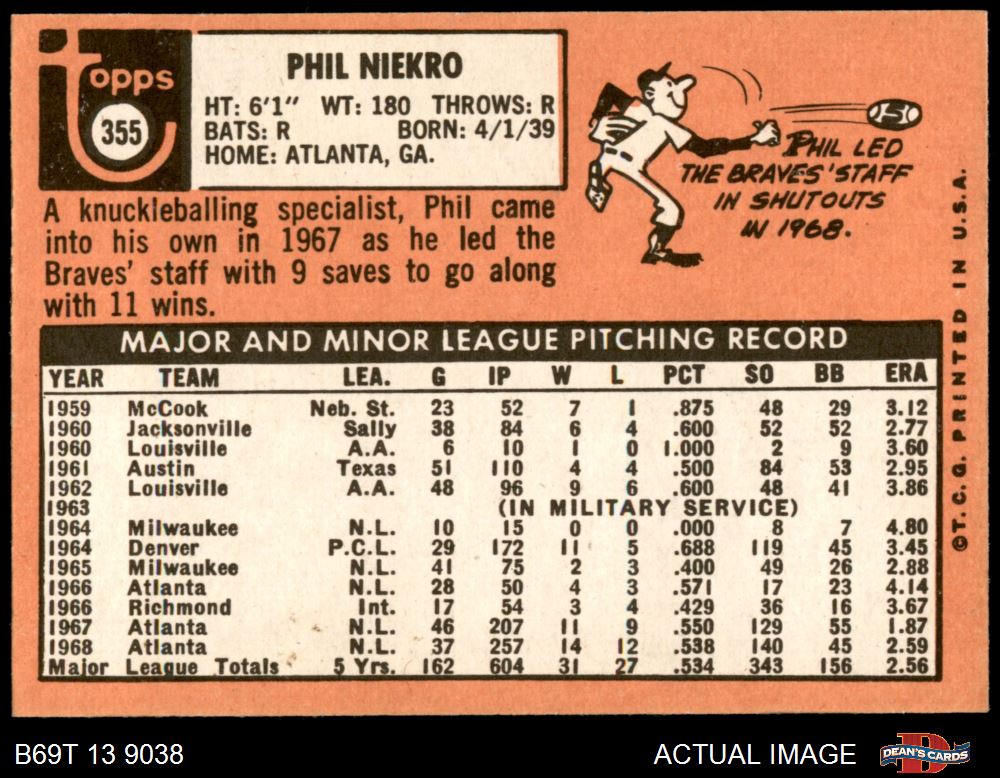 topps
355
PHIL NIEKRO
HT: 6'1" WT: 180 THROWS: R
BATS: R BORN: 4/1/39
HOME: ATLANTA, GA.
A knuckleballing specialist, Phil came
into his own in 1967 as he led the
Braves' staff with 9 saves to go along
with 11 wins.
PHIL LED
THE BRAVES' STAFF
IN SHUTOUTS
IN 1968.
5
©T. C. G. PRINTED IN U.S.A.
MAJOR AND MINOR LEAGUE PITCHING RECORD
YEAR TEAM LEA. G IP W L PCT SO BB ERA
1959 McCook Neb. St. 23 52 7 1 .875 48 29 3.12
1960 Jacksonville Sally 38 84 6 4 .600 52 52 2.77
1960 Louisville A.A. 6 10 1 0 1.000 2 9 3.60
1961 Austin Texas 51 110 4 4 .500 84 53 2.95
1962 Louisville A.A. 48 96 9 6 .600 48 41 3.86
1963 (IN MILITARY SERVICE)
1964 Milwaukee N.L. 10 15 0 0 .000 8 7 4.80
1964 Denver P.C.L. 29 172 11 5 .688 119 45 3.45
1965 Milwaukee N.L. 41 75 2 3 .400 49 26 2.88
1966 Atlanta N.L. 28 50 4 3 .571 17 23 4.14
1966 Richmond Int. 17 54 3 4 .429 36 16 3.67
1967 Atlanta N.L. 46 207 11 9 .550 129 55 1.87
1968 Atlanta N.L. 37 257 14 12 .538 140 45 2.59
Major League Totals 5 Yrs. 162 604 31 27 .534 343 156 2.56
B69T 13 9038
ACTUAL IMAGE
DEAN'S CARDS